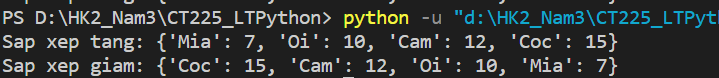 PS D:\HK2_Nam3\CT225_LTPython> python -u "d:\HK2_Nam3\CT225_LTPyt
Sap xep tang: {'Mia': 7, 'Oi': 10, 'Cam': 12, 'Coc': 15}
Sap xep giam: {'Coc': 15, 'Cam': 12, 'Oi': 10, 'Mia': 7}